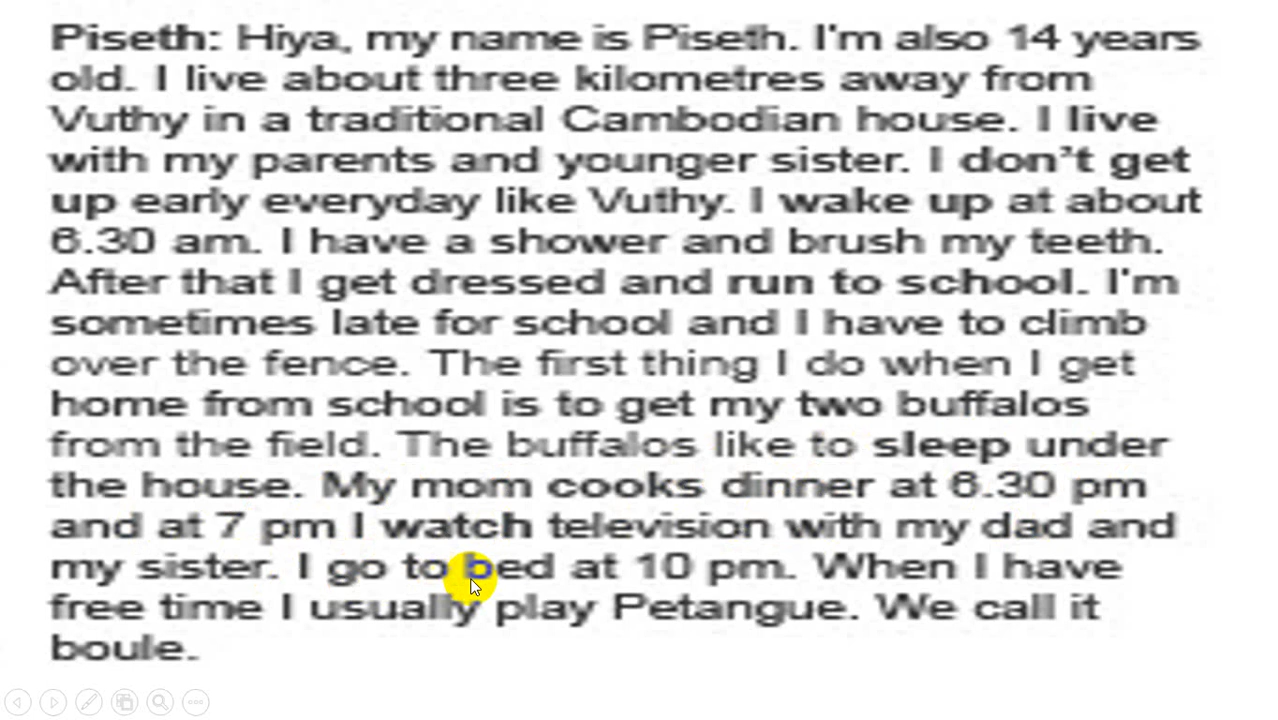 Piseth: Hiya, my name is Piseth. I'm also 14 years
old. I live about three kilometres away from
Vuthy in a traditional Cambodian house. I live
with my parents and younger sister. I don't get
up early everyday like Vuthy. I wake up at about
6.30 am. I have a shower and brush my teeth.
After that I get dressed and run to school. I'm
sometimes late for school and I have to climb
over the fence. The first thing I do when I get
home from school is to get my two buffalos
from the field. The buffalos like to sleep under
the house. My mom cooks dinner at 6.30 pm
and at 7 pm I watch television with my dad and
my sister. I go to bed at 10 pm. When I have
free time I usually play Petangue. We call it
boule.